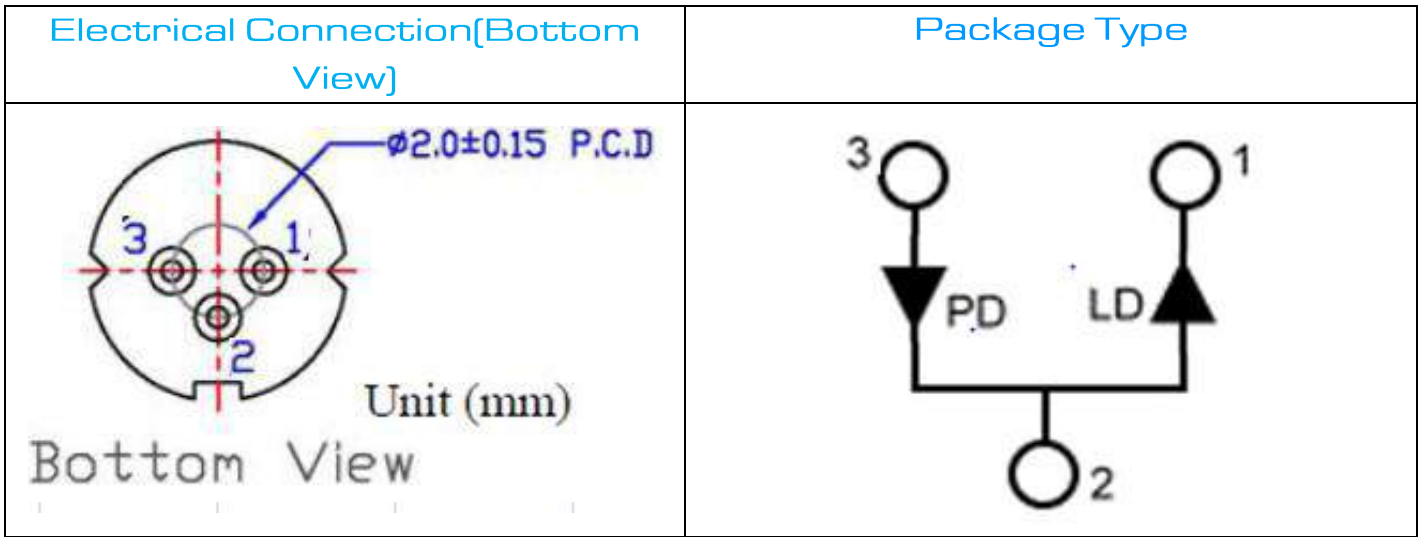 Electrical Connection(Bottom
View)
Package Type
ø2.0±0.15 P.C.D
3
1
2
Unit (mm)
Bottom View
3
1
PD
LD
2